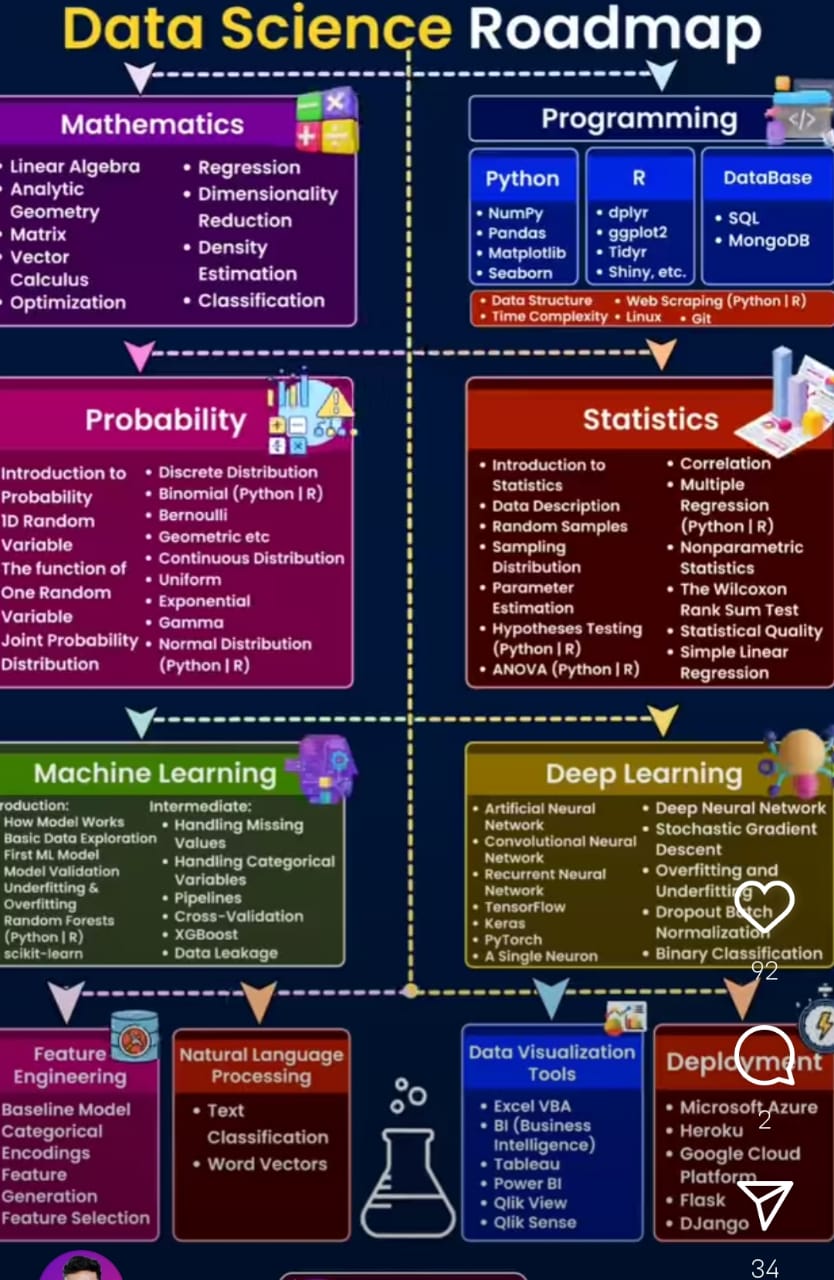 Data Science Roadmap
Mathematics
• Linear Algebra
• Analytic
Geometry
• Matrix
• Vector
Calculus
• Optimization
• Regression
• Dimensionality
Reduction
• Density
Estimation
• Classification
Programming
</>
Python
• NumPy
• Pandas
• Matplotlib
• Seaborn
R
• dplyr
• ggplot2
• Tidyr
• Shiny, etc.
DataBase
• SQL
• MongoDB
• Data Structure • Web Scraping (Python | R)
• Time Complexity • Linux • Git
Probability
Introduction to
Probability
1D Random
Variable
The function of
One Random
Variable
Joint Probability
Distribution
• Discrete Distribution
• Binomial (Python | R)
• Bernoulli
• Geometric etc
• Continuous Distribution
• Uniform
• Exponential
• Gamma
• Normal Distribution
(Python | R)
Statistics
• Introduction to
Statistics
• Data Description
• Random Samples
• Sampling
Distribution
• Parameter
Estimation
• Hypotheses Testing
(Python | R)
• ANOVA (Python | R)
• Correlation
• Multiple
Regression
(Python | R)
• Nonparametric
Statistics
• The Wilcoxon
Rank Sum Test
• Statistical Quality
• Simple Linear
Regression
Machine Learning
roduction:
How Model Works
Basic Data Exploration
First ML Model
Model Validation
Underfitting &
Overfitting
Random Forests
(Python | R)
scikit-learn
Intermediate:
• Handling Missing
Values
• Handling Categorical
Variables
• Pipelines
• Cross-Validation
• XGBoost
• Data Leakage
Deep Learning
• Artificial Neural
Network
• Convolutional Neural
Network
• Recurrent Neural
Network
• TensorFlow
• Keras
• PyTorch
• A Single Neuron
• Deep Neural Network
• Stochastic Gradient
Descent
• Overfitting and
Underfitting
• Dropout Batch
Normalization
• Binary Classification
92
Feature
Engineering
Baseline Model
Categorical
Encodings
Feature
Generation
Feature Selection
Natural Language
Processing
• Text
Classification
• Word Vectors
Data Visualization
Tools
• Excel VBA
• BI (Business
Intelligence)
• Tableau
• Power BI
• Qlik View
• Qlik Sense
Deployment
• Microsoft Azure
• Heroku
• Google Cloud
Platform
• Flask
• DJango
2
34